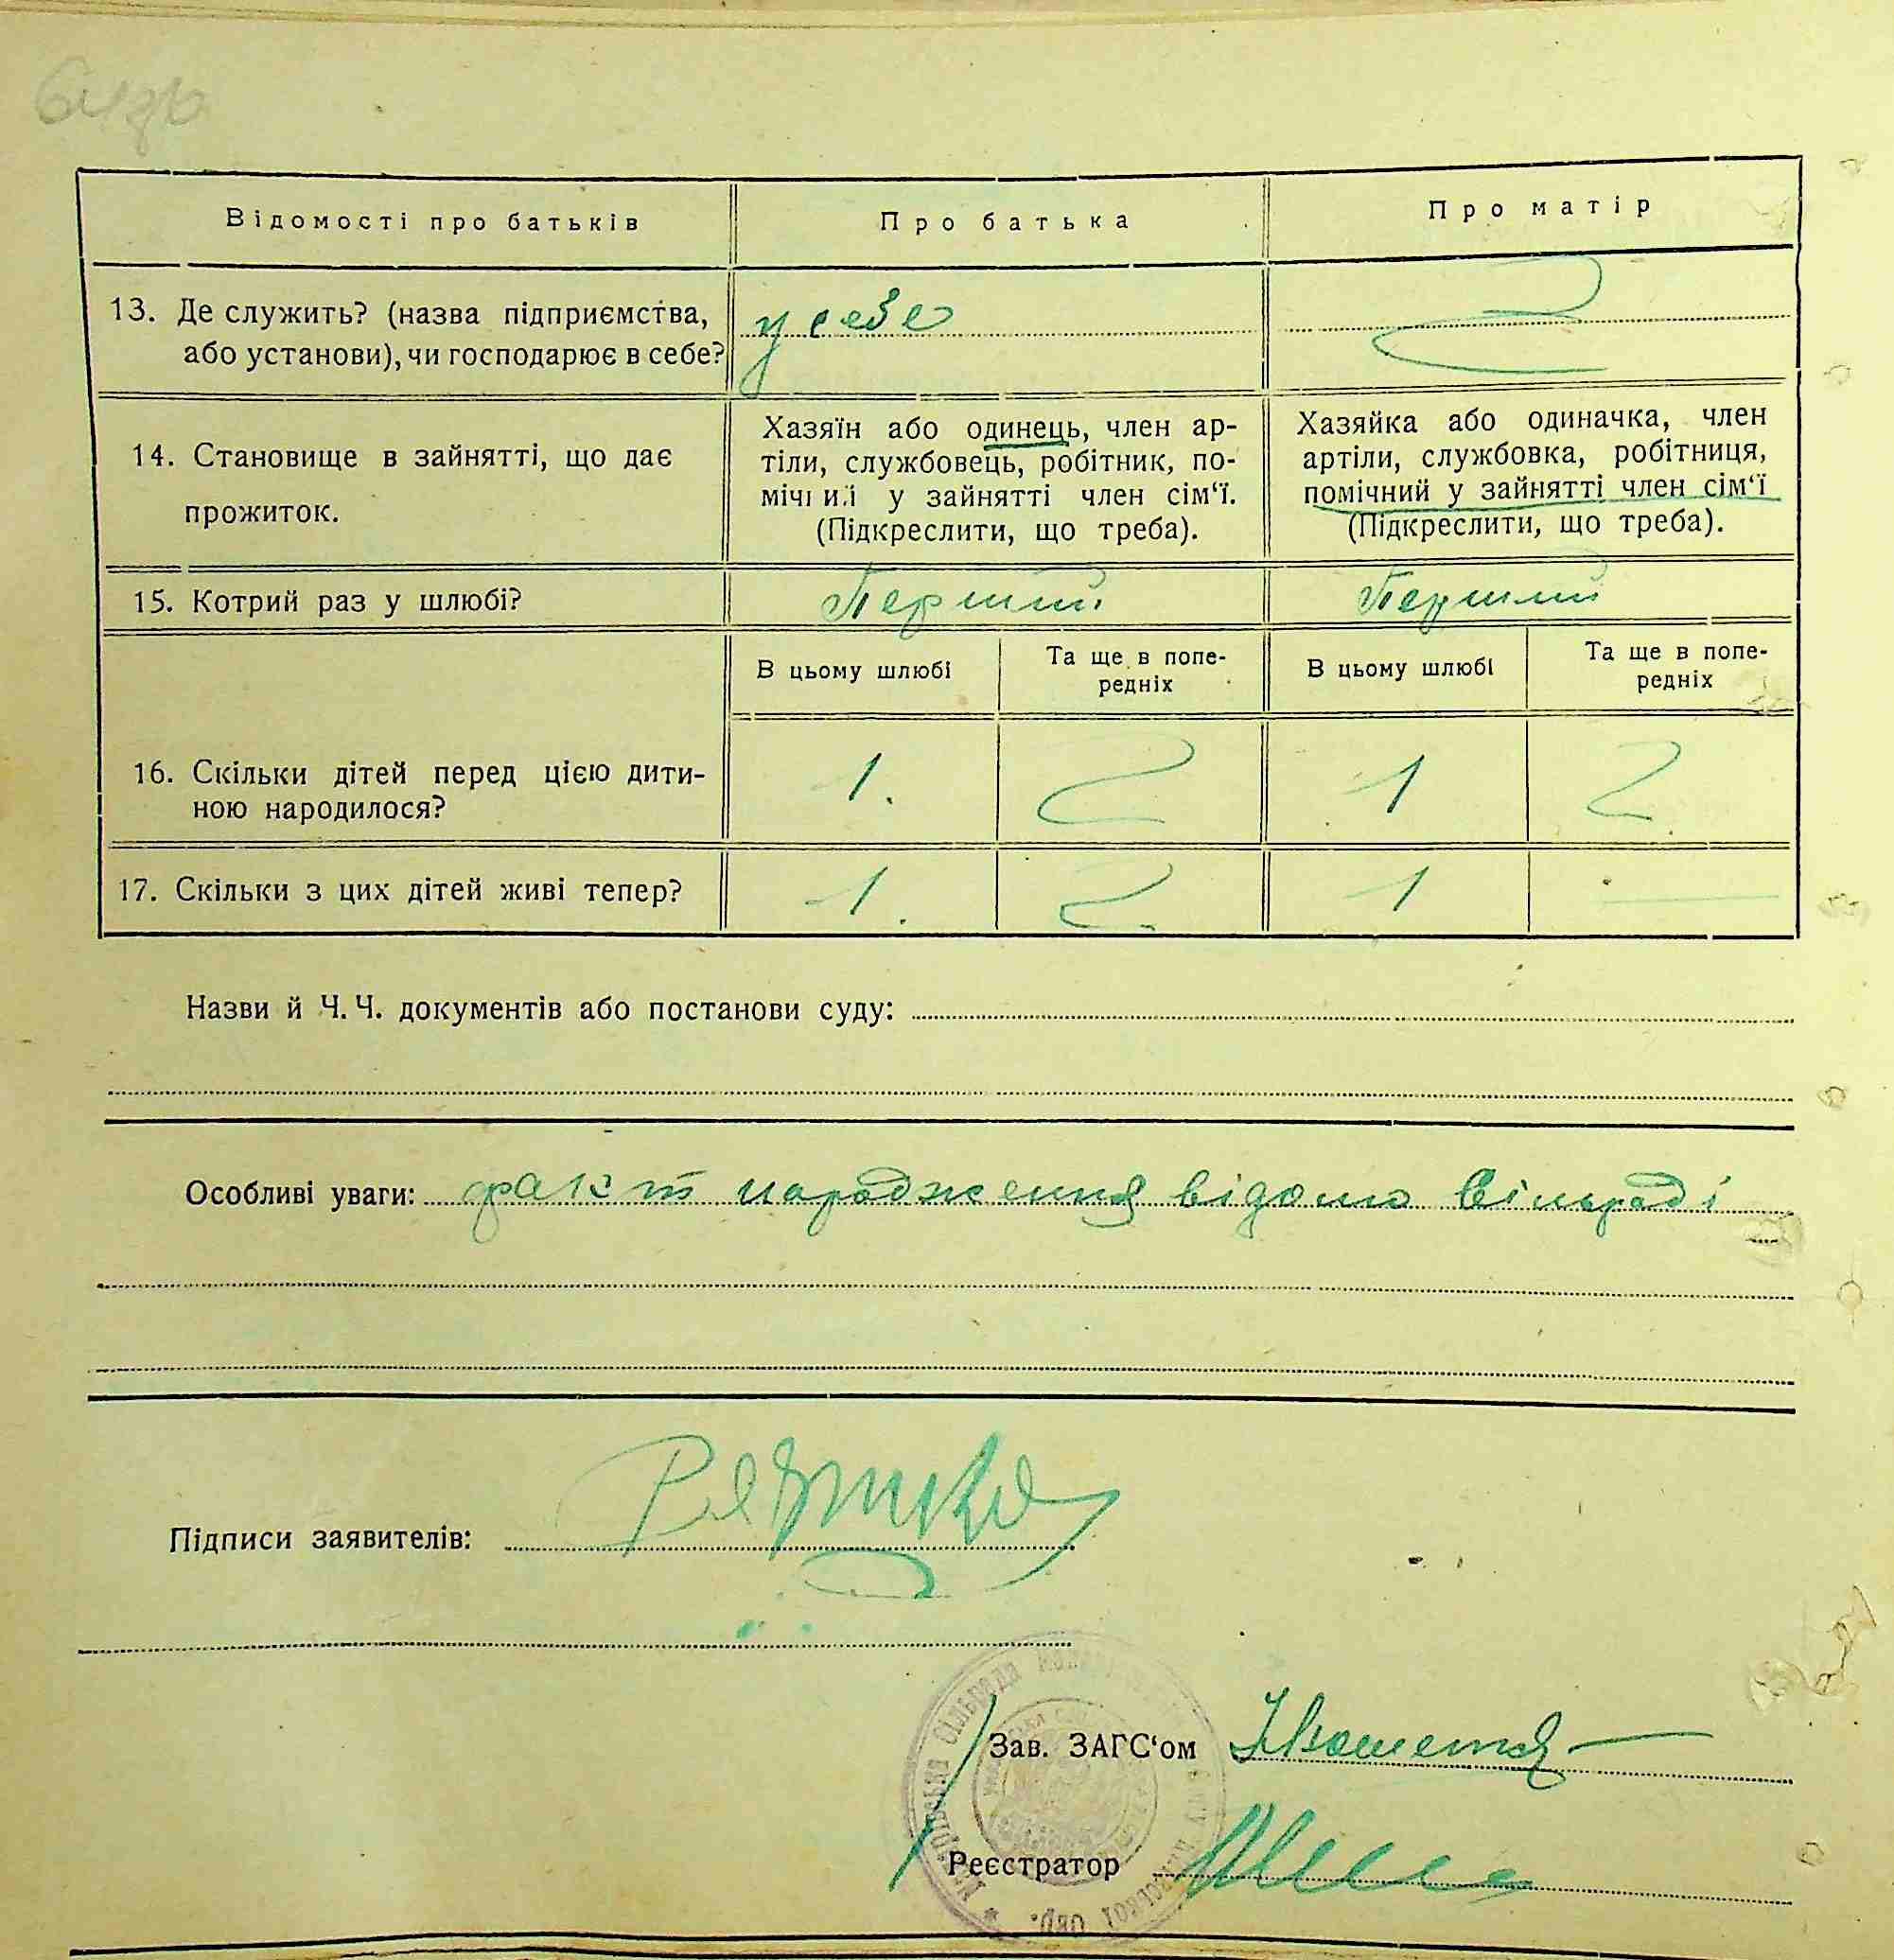 Відомості про батьків
Про батька
Про матір
13. Де служить? (назва підприємства,
або установи), чи господарює в себе?
у себе
14. Становище в зайнятті, що дає
прожиток.
Хазяїн або одинець, член ар-
тіли, службовець, робітник, по-
мічний у зайнятті член сім‘ї.
(Підкреслити, що треба).
Хазяйка або одиначка, член
артіли, службовка, робітниця,
помічний у зайнятті член сім‘ї
(Підкреслити, що треба).
15. Котрий раз у шлюбі?
Перший
Перший
В цьому шлюбі
Та ще в попе-
редніх
В цьому шлюбі
Та ще в попе-
редніх
16. Скільки дітей перед цією дити-
ною народилося?
1.
1
17. Скільки з цих дітей живі тепер?
1.
1
—
Назви й Ч. Ч. документів або постанови суду:
Особливі уваги: факт народження відомо Сільраді
Підписи заявителів:
Зав. ЗАГС‘ом
Реєстратор